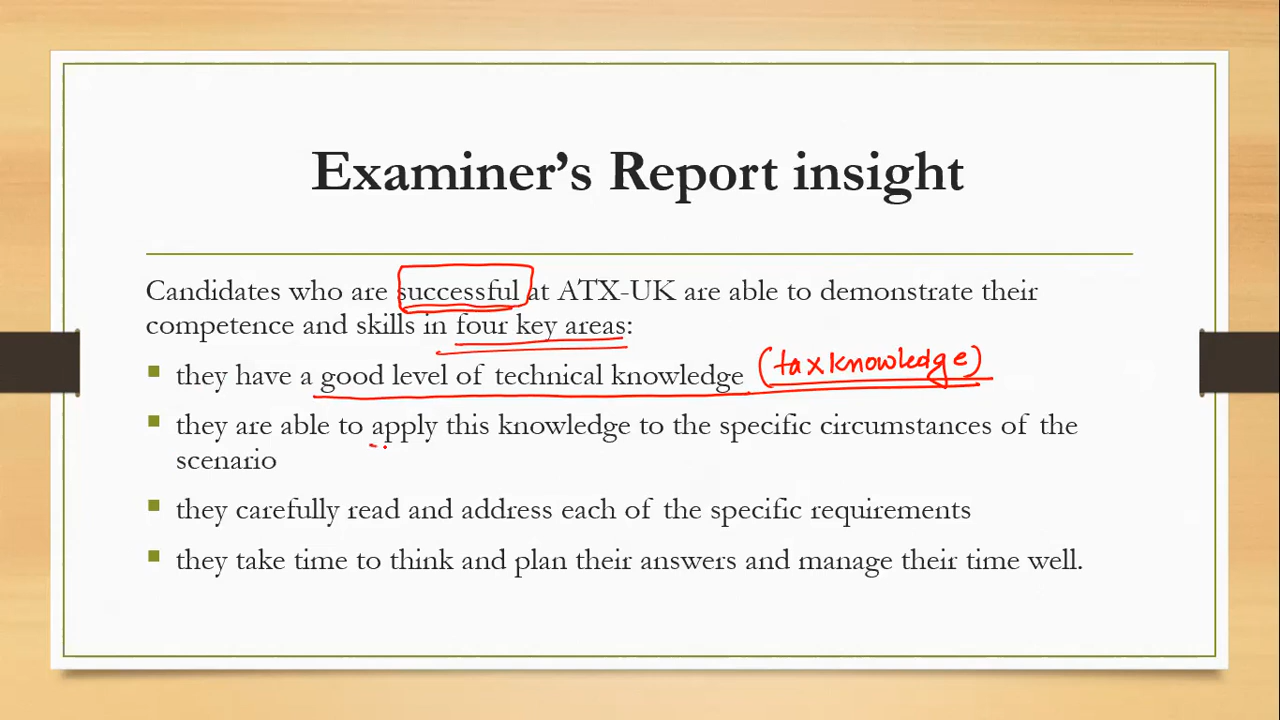 Examiner's Report insight
Candidates who are successful at ATX-UK are able to demonstrate their
competence and skills in four key areas:
they have a good level of technical knowledge (tax knowledge)
they are able to apply this knowledge to the specific circumstances of the
scenario
they carefully read and address each of the specific requirements
they take time to think and plan their answers and manage their time well.